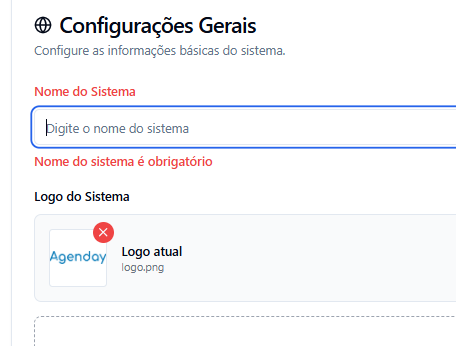 Configurações Gerais
Configure as informações básicas do sistema.
Nome do Sistema
Digite o nome do sistema
Nome do sistema é obrigatório
Logo do Sistema
Agenday
Logo atual
logo.png